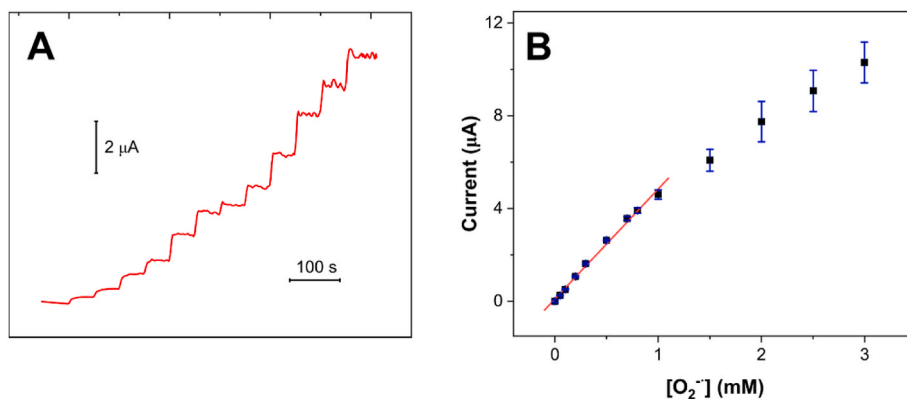 A
2 μA
100 s
B
12
8
4
0
Current (μA)
0 1 2 3
[O₂⁻˙] (mM)